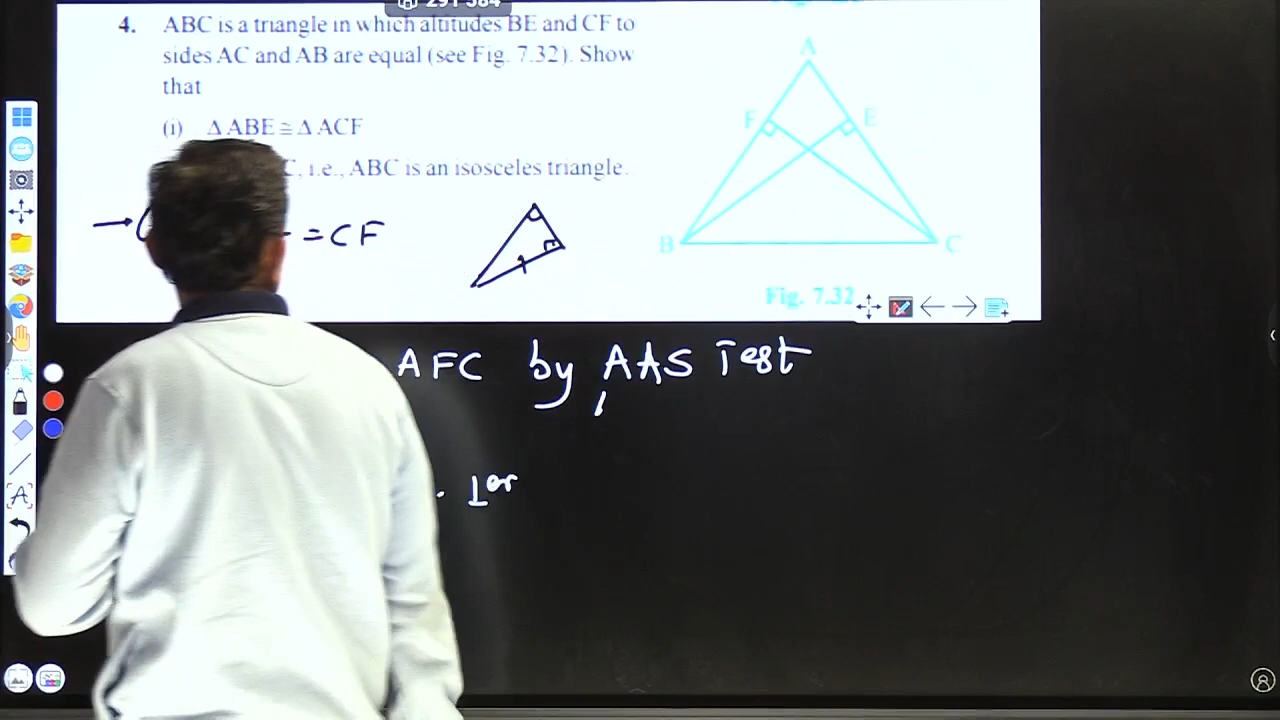 4. ABC is a triangle in which altitudes BE and CF to
sides AC and AB are equal (see Fig. 7.32). Show
that
(i) Δ ABE ≅ Δ ACF
C, i.e., ABC is an isosceles triangle.
= CF
A
F
E
B
C
Fig. 7.32
AFC by AAS Test